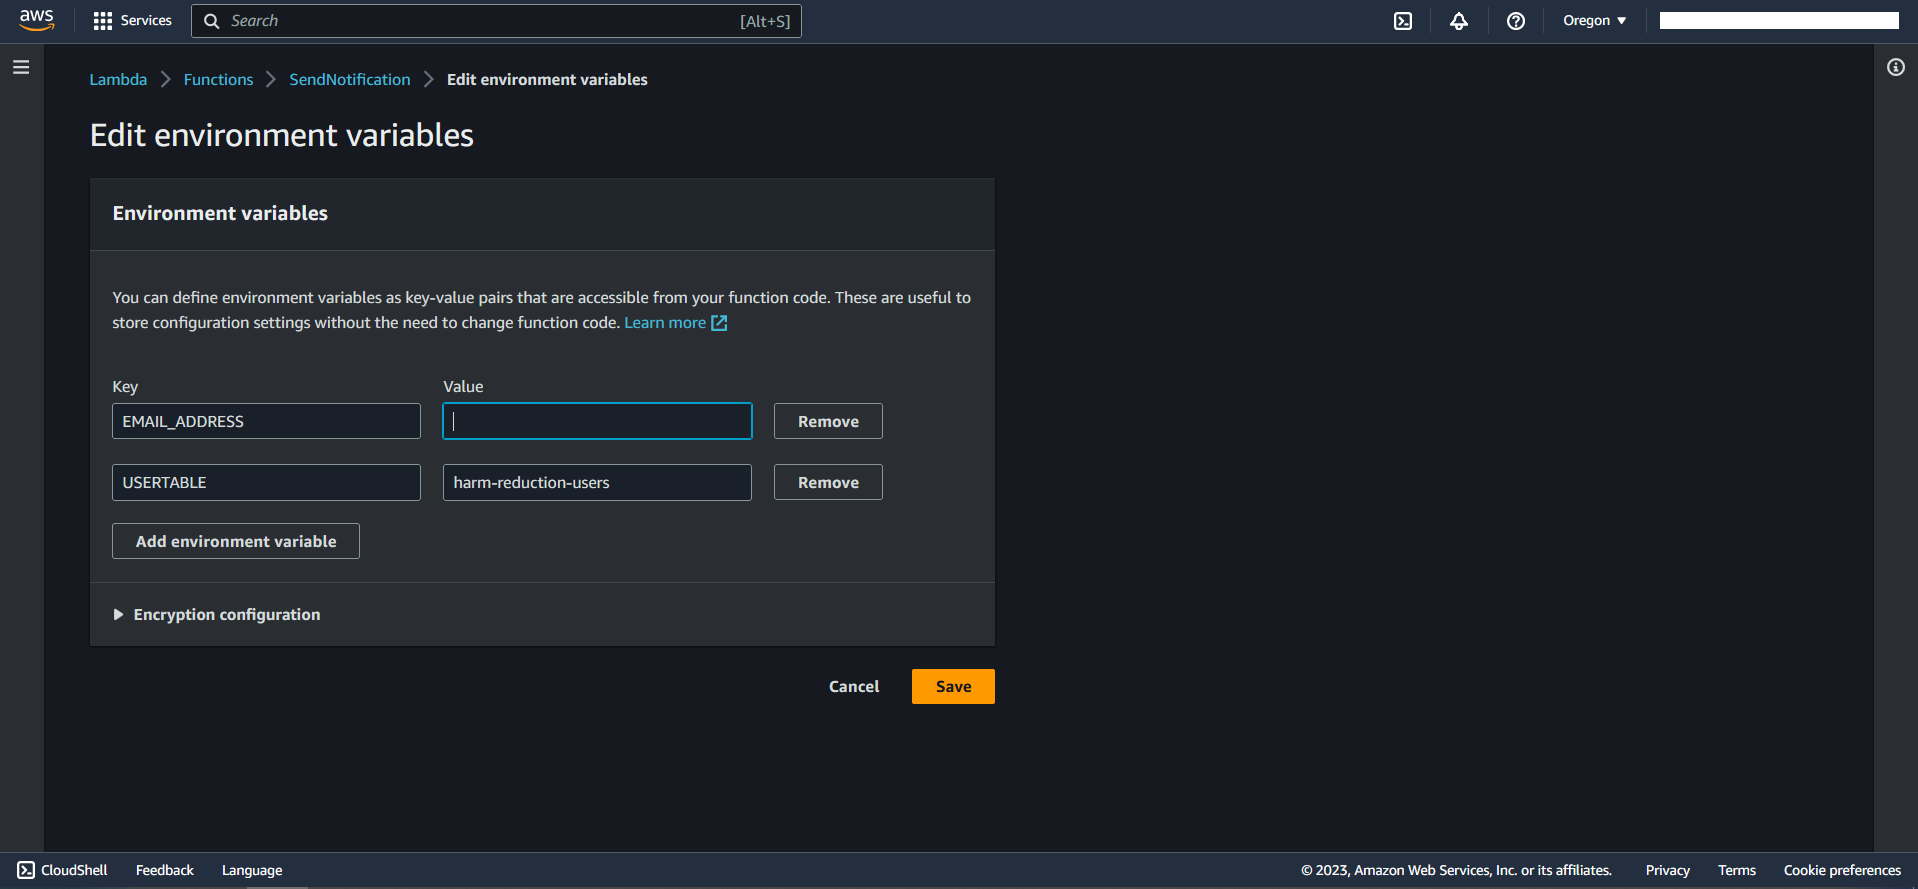 aws
Services
Search
[Alt+S]
Oregon
Lambda
Functions
SendNotification
Edit environment variables
Edit environment variables
Environment variables
You can define environment variables as key-value pairs that are accessible from your function code. These are useful to
store configuration settings without the need to change function code. Learn more
Key
Value
EMAIL_ADDRESS
Remove
USERTABLE
harm-reduction-users
Remove
Add environment variable
Encryption configuration
Cancel
Save
CloudShell
Feedback
Language
© 2023, Amazon Web Services, Inc. or its affiliates.
Privacy
Terms
Cookie preferences